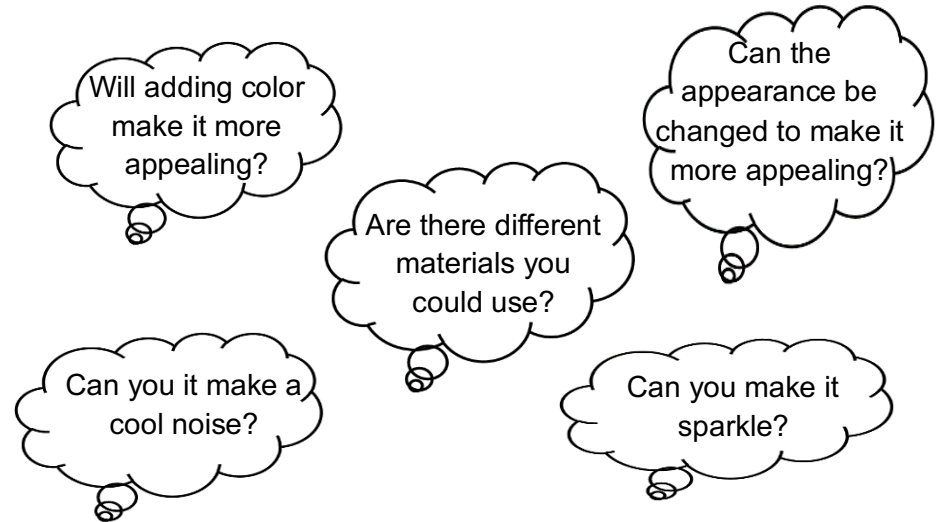 Will adding color
make it more
appealing?
Can the
appearance be
changed to make it
more appealing?
Are there different
materials you
could use?
Can you it make a
cool noise?
Can you make it
sparkle?